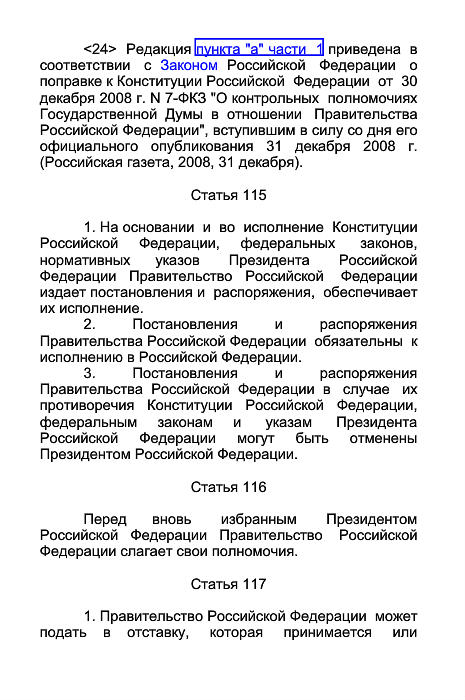 <24> Редакция пункта "а" части 1 приведена в
соответствии с Законом Российской Федерации о
поправке к Конституции Российской Федерации от 30
декабря 2008 г. N 7-ФКЗ "О контрольных полномочиях
Государственной Думы в отношении Правительства
Российской Федерации", вступившим в силу со дня его
официального опубликования 31 декабря 2008 г.
(Российская газета, 2008, 31 декабря).
Статья 115
1. На основании и во исполнение Конституции
Российской Федерации, федеральных законов,
нормативных указов Президента Российской
Федерации Правительство Российской Федерации
издает постановления и распоряжения, обеспечивает
их исполнение.
2. Постановления и распоряжения
Правительства Российской Федерации обязательны к
исполнению в Российской Федерации.
3. Постановления и распоряжения
Правительства Российской Федерации в случае их
противоречия Конституции Российской Федерации,
федеральным законам и указам Президента
Российской Федерации могут быть отменены
Президентом Российской Федерации.
Статья 116
Перед вновь избранным Президентом
Российской Федерации Правительство Российской
Федерации слагает свои полномочия.
Статья 117
1. Правительство Российской Федерации может
подать в отставку, которая принимается или